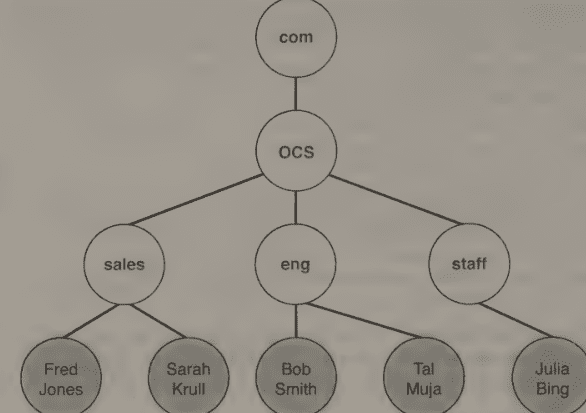 com
OCS
sales
eng
staff
Fred
Jones
Sarah
Krull
Bob
Smith
Tal
Muja
Julia
Bing